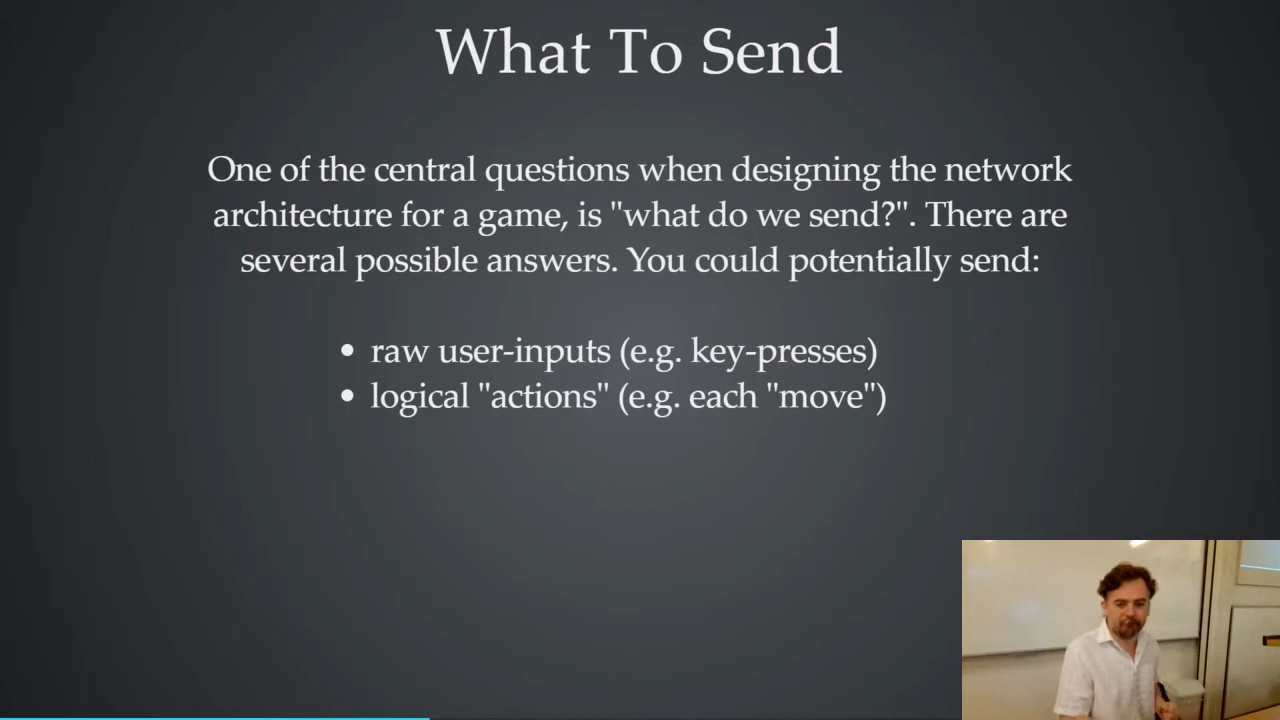 What To Send
One of the central questions when designing the network
architecture for a game, is "what do we send?". There are
several possible answers. You could potentially send:
• raw user-inputs (e.g. key-presses)
• logical "actions" (e.g. each "move")